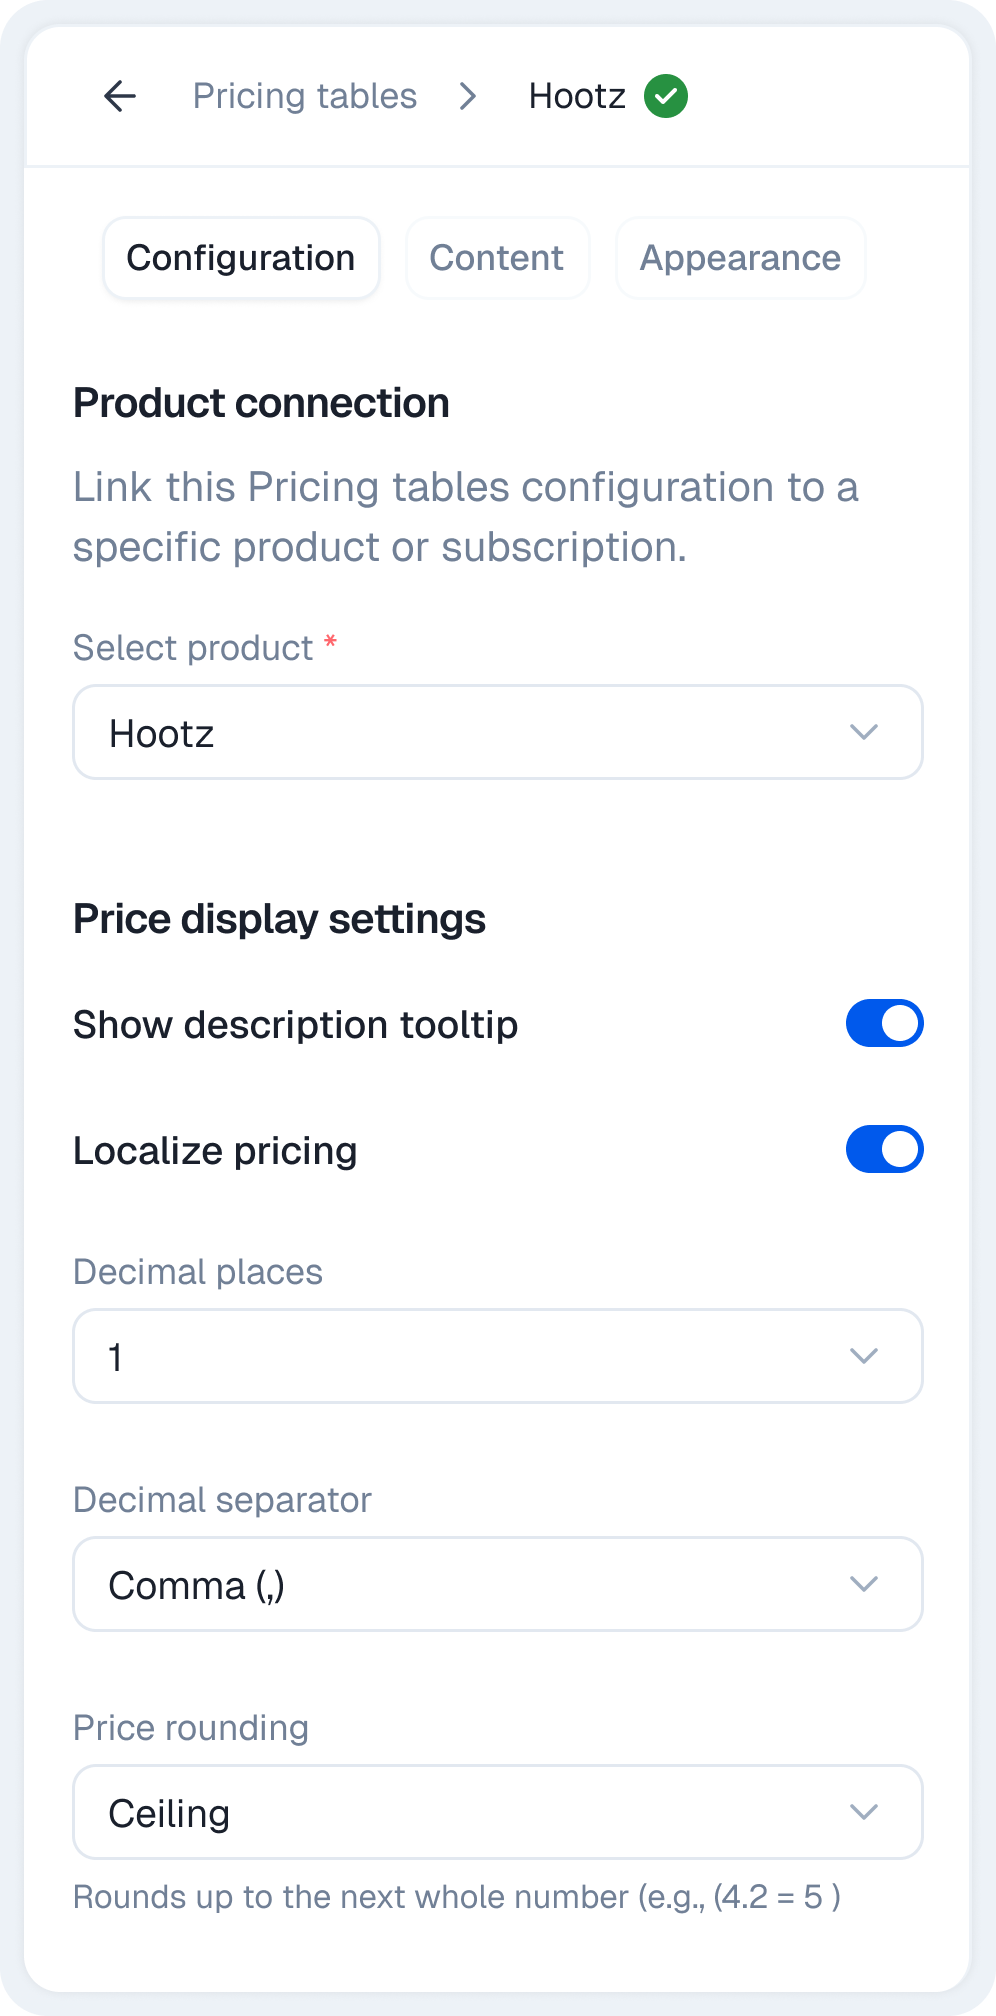 Pricing tables > Hootz
Configuration Content Appearance
Product connection
Link this Pricing tables configuration to a
specific product or subscription.
Select product *
Hootz
Price display settings
Show description tooltip
Localize pricing
Decimal places
1
Decimal separator
Comma (,)
Price rounding
Ceiling
Rounds up to the next whole number (e.g., (4.2 = 5 )